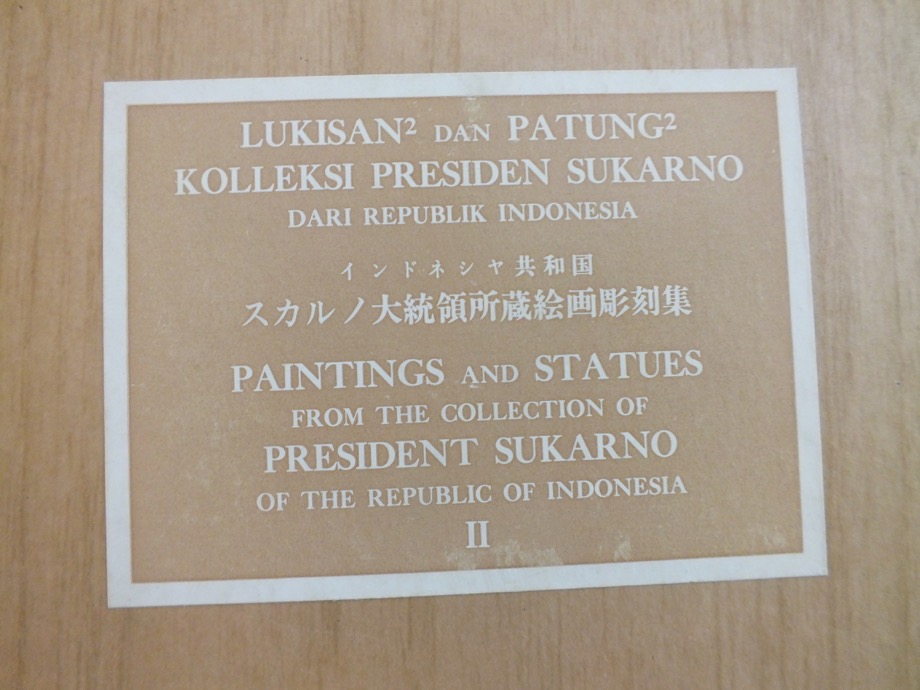 LUKISAN² DAN PATUNG²
KOLLEKSI PRESIDEN SUKARNO
DARI REPUBLIK INDONESIA
インドネシヤ共和国
スカルノ大統領所蔵絵画彫刻集
PAINTINGS AND STATUES
FROM THE COLLECTION OF
PRESIDENT SUKARNO
OF THE REPUBLIC OF INDONESIA
II